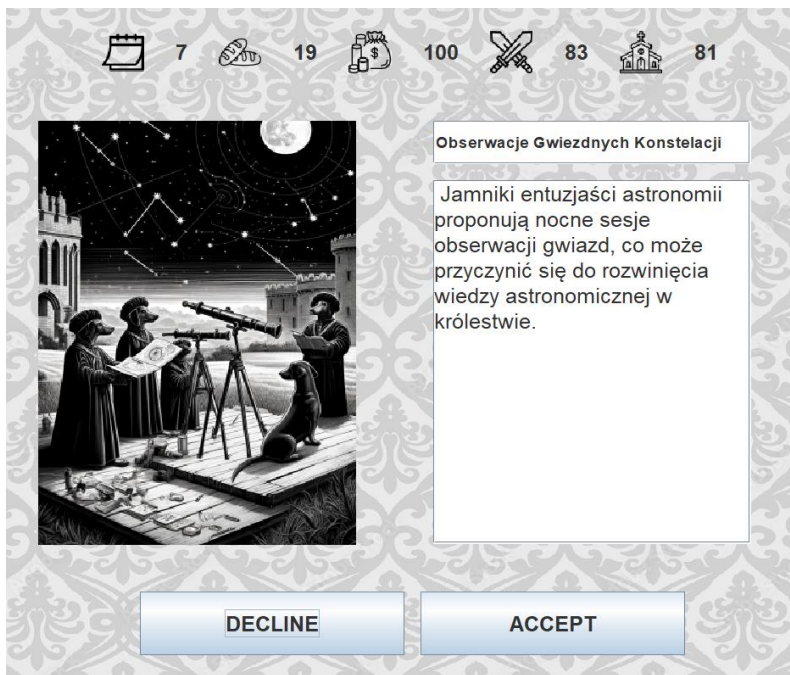 7 19 100 83 81
Obserwacje Gwiezdnych Konstelacji
Jamniki entuzjaści astronomii
proponują nocne sesje
obserwacji gwiazd, co może
przyczynić się do rozwinięcia
wiedzy astronomicznej w
królestwie.
DECLINE ACCEPT